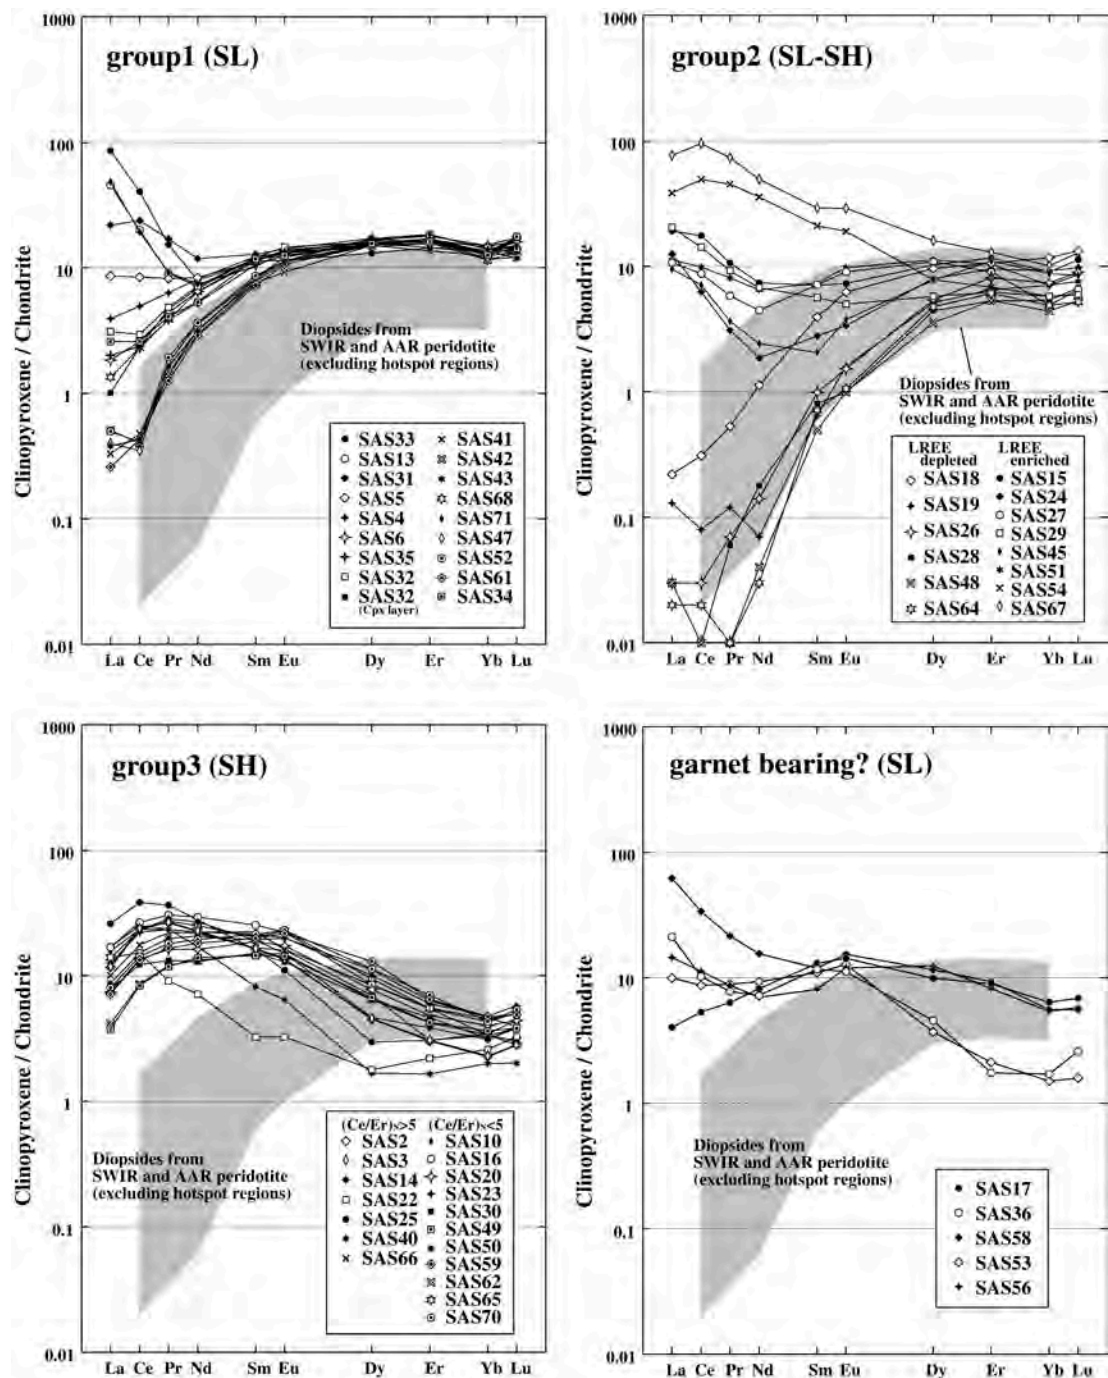 group1 (SL)
1000
100
10
1
0.1
0.01
Clinopyroxene / Chondrite
Diopsides from
SWIR and AAR peridotite
(excluding hotspot regions)
SAS33
SAS13
SAS31
SAS5
SAS4
SAS6
SAS35
SAS32
SAS32
(Cpx layer)
SAS41
SAS42
SAS43
SAS68
SAS71
SAS47
SAS52
SAS61
SAS34
La Ce Pr Nd Sm Eu Dy Er Yb Lu
group2 (SL-SH)
1000
100
10
1
0.1
0.01
Clinopyroxene / Chondrite
Diopsides from
SWIR and AAR peridotite
(excluding hotspot regions)
LREE
depleted
SAS18
SAS19
SAS26
SAS28
SAS48
SAS64
LREE
enriched
SAS15
SAS24
SAS27
SAS29
SAS45
SAS51
SAS54
SAS67
La Ce Pr Nd Sm Eu Dy Er Yb Lu
group3 (SH)
1000
100
10
1
0.1
0.01
Clinopyroxene / Chondrite
Diopsides from
SWIR and AAR peridotite
(excluding hotspot regions)
(Ce/Er)N>5
SAS2
SAS3
SAS14
SAS22
SAS25
SAS40
SAS66
(Ce/Er)N<5
SAS10
SAS16
SAS20
SAS23
SAS30
SAS49
SAS50
SAS59
SAS62
SAS65
SAS70
La Ce Pr Nd Sm Eu Dy Er Yb Lu
garnet bearing? (SL)
1000
100
10
1
0.1
0.01
Clinopyroxene / Chondrite
Diopsides from
SWIR and AAR peridotite
(excluding hotspot regions)
SAS17
SAS36
SAS58
SAS53
SAS56
La Ce Pr Nd Sm Eu Dy Er Yb Lu